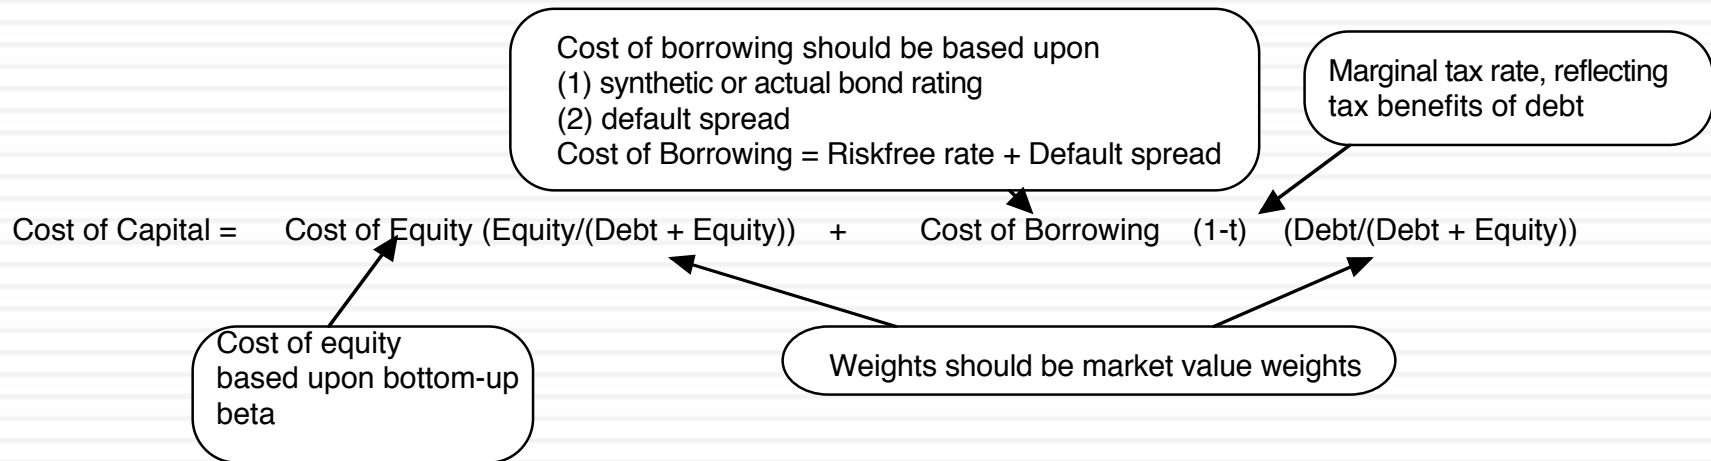 Cost of borrowing should be based upon
(1) synthetic or actual bond rating
(2) default spread
Cost of Borrowing = Riskfree rate + Default spread
Marginal tax rate, reflecting
tax benefits of debt
Cost of Capital = Cost of Equity (Equity/(Debt + Equity)) + Cost of Borrowing (1-t) (Debt/(Debt + Equity))
Cost of equity
based upon bottom-up
beta
Weights should be market value weights